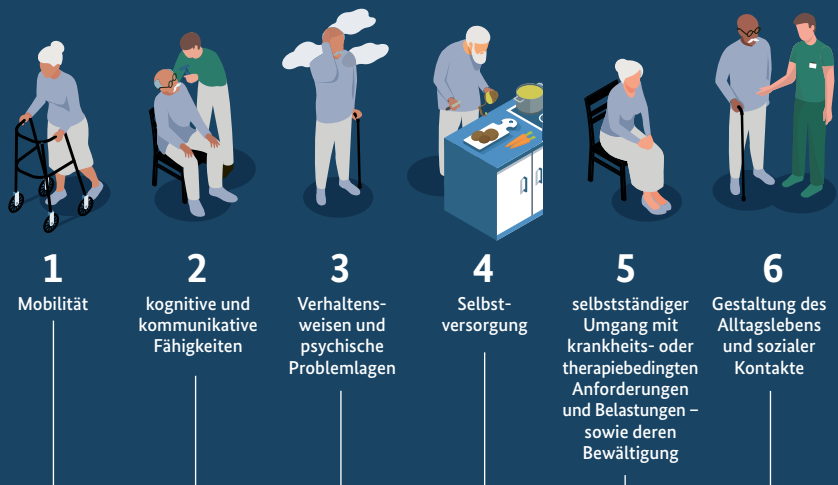 1
Mobilität
2
kognitive und
kommunikative
Fähigkeiten
3
Verhaltens-
weisen und
psychische
Problemlagen
4
Selbst-
versorgung
5
selbstständiger
Umgang mit
krankheits- oder
therapiebedingten
Anforderungen
und Belastungen –
sowie deren
Bewältigung
6
Gestaltung des
Alltagslebens
und sozialer
Kontakte